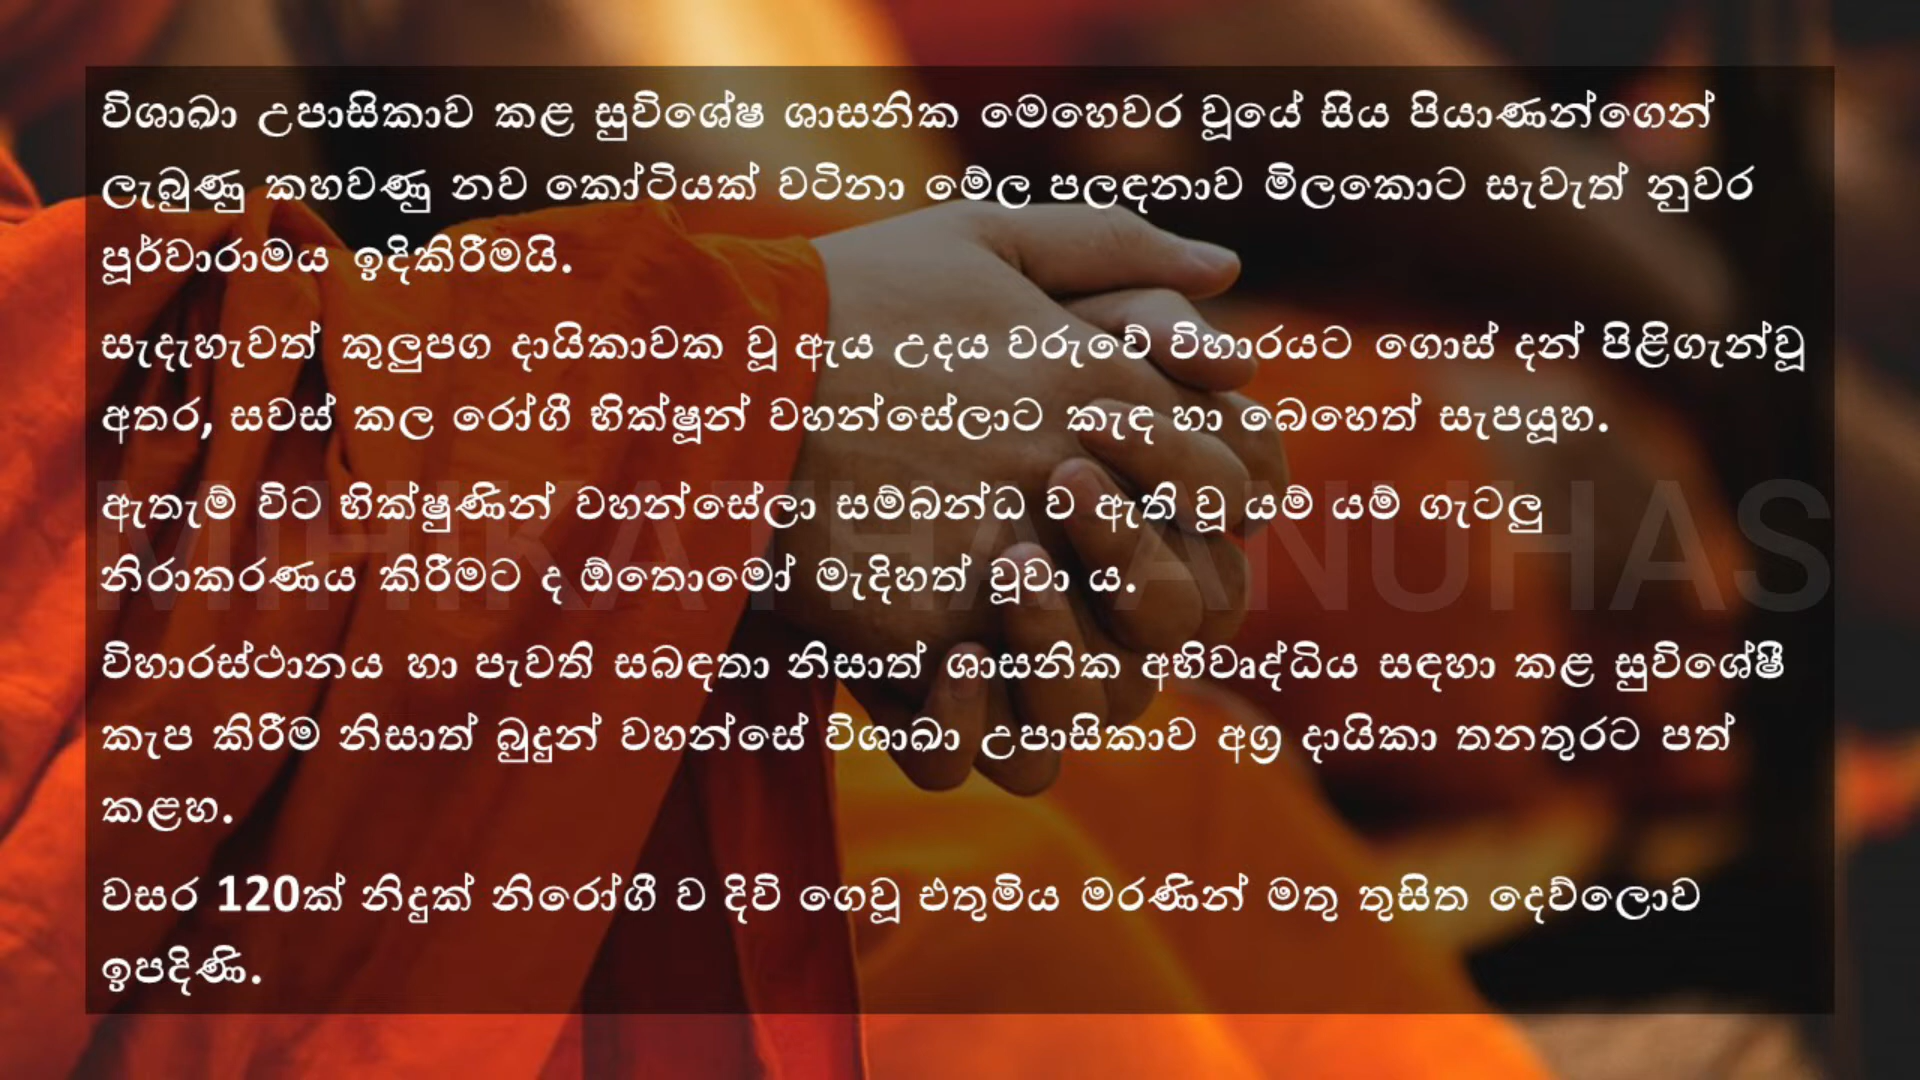 විශාඛා උපාසිකාව කළ සුවිශේෂ ශාසනික මෙහෙවර වූයේ සිය පියාණන්ගෙන්
ලැබුණු කහවණු නව කෝටියක් වටිනා මේල පලඳනාව මිලකොට සැවැත් නුවර
පූර්වාරාමය ඉදිකිරීමයි.
සැදැහැවත් කුලුපග දායිකාවක වූ ඇය උදය වරුවේ විහාරයට ගොස් දන් පිළිගැන්වූ
අතර, සවස් කල රෝගී භික්ෂූන් වහන්සේලාට කැඳ හා බෙහෙත් සැපයූහ.
ඇතැම් විට භික්ෂුණින් වහන්සේලා සම්බන්ධ ව ඇති වූ යම් යම් ගැටලු
නිරාකරණය කිරීමට ද ඕතොමෝ මැදිහත් වූවා ය.
MIHIKATHA ANUHAS
විහාරස්ථානය හා පැවති සබඳතා නිසාත් ශාසනික අභිවෘද්ධිය සඳහා කළ සුවිශේෂී
කැප කිරීම නිසාත් බුදුන් වහන්සේ විශාඛා උපාසිකාව අග්‍ර දායිකා තනතුරට පත්
කළහ.
වසර 120ක් නිදුක් නිරෝගී ව දිවි ගෙවූ එතුමිය මරණින් මතු තුසිත දෙව්ලොව
ඉපදිණි.